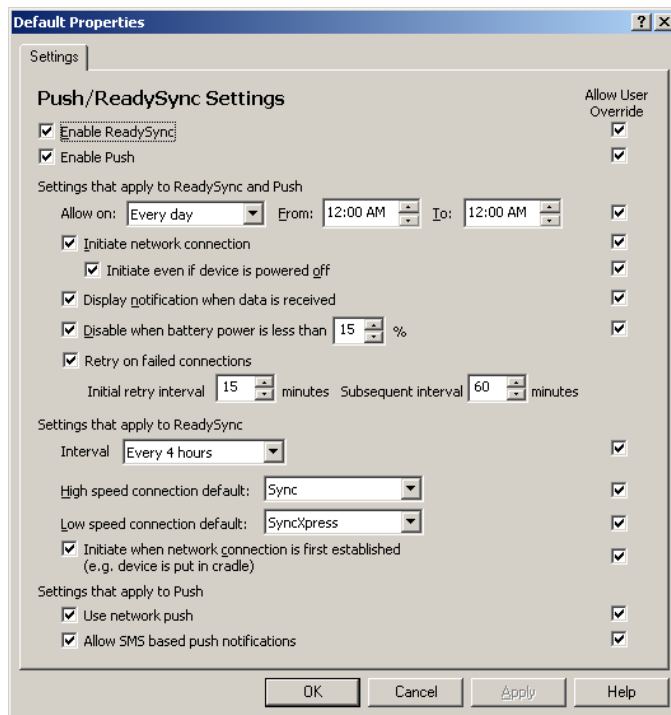 Default Properties
Settings
Push/ReadySync Settings
Allow User
Override
Enable ReadySync
Enable Push
Settings that apply to ReadySync and Push
Allow on: Every day From: 12:00 AM To: 12:00 AM
Initiate network connection
Initiate even if device is powered off
Display notification when data is received
Disable when battery power is less than 15 %
Retry on failed connections
Initial retry interval 15 minutes Subsequent interval 60 minutes
Settings that apply to ReadySync
Interval Every 4 hours
High speed connection default: Sync
Low speed connection default: SyncXpress
Initiate when network connection is first established
(e.g. device is put in cradle)
Settings that apply to Push
Use network push
Allow SMS based push notifications
OK Cancel Apply Help